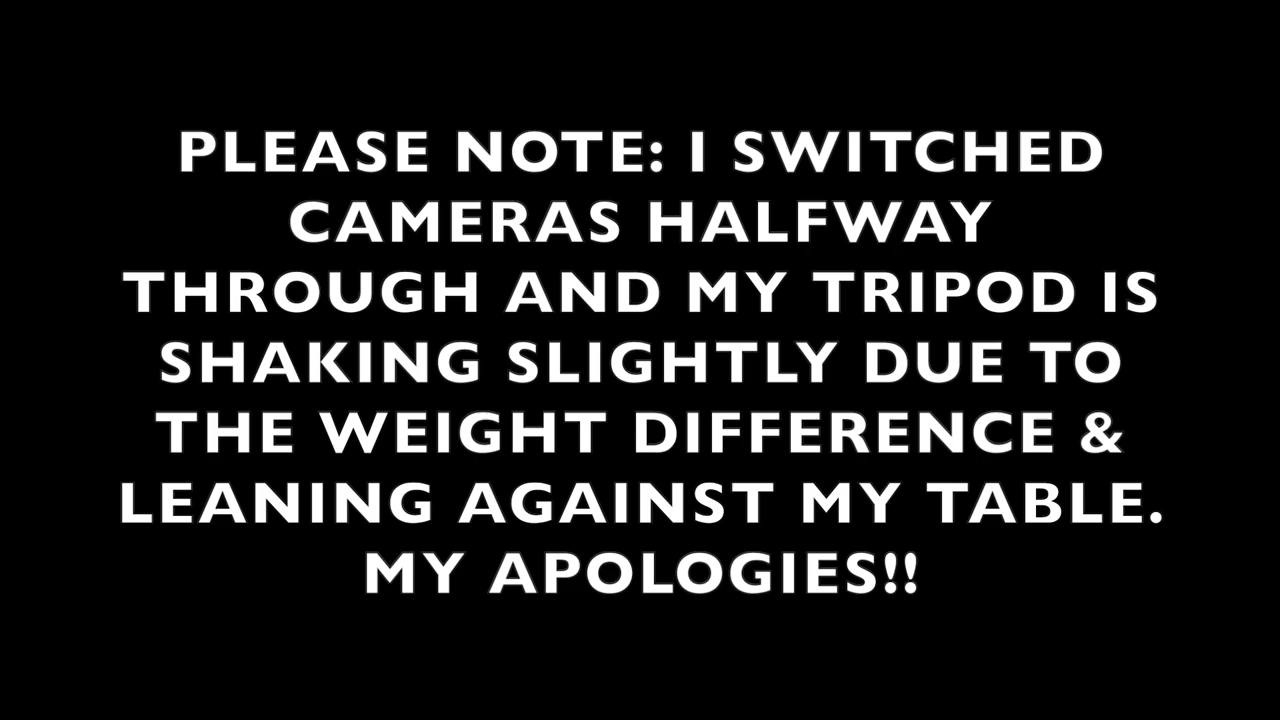 PLEASE NOTE: I SWITCHED
CAMERAS HALFWAY
THROUGH AND MY TRIPOD IS
SHAKING SLIGHTLY DUE TO
THE WEIGHT DIFFERENCE &
LEANING AGAINST MY TABLE.
MY APOLOGIES!!